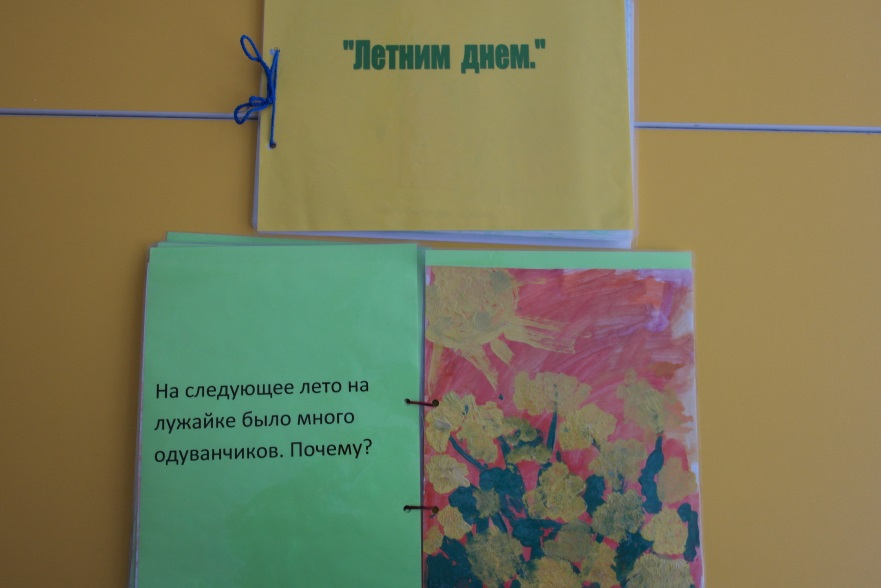 "Летним днем."
На следующее лето на
лужайке было много
одуванчиков. Почему?